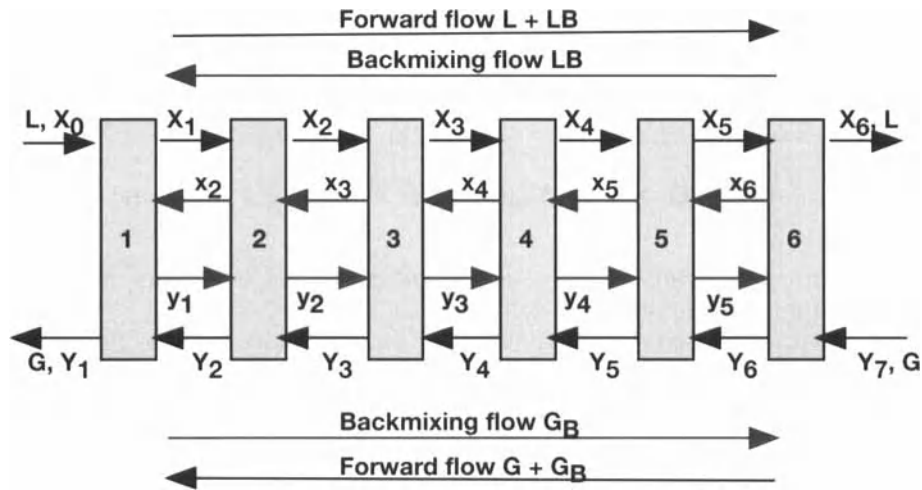 Forward flow L + LB
Backmixing flow LB
L, X0 X1 X2 X3 X4 X5 X6, L
x2 x3 x4 x5 x6
1 2 3 4 5 6
y1 y2 y3 y4 y5
G, Y1 Y2 Y3 Y4 Y5 Y6 Y7, G
Backmixing flow GB
Forward flow G + GB